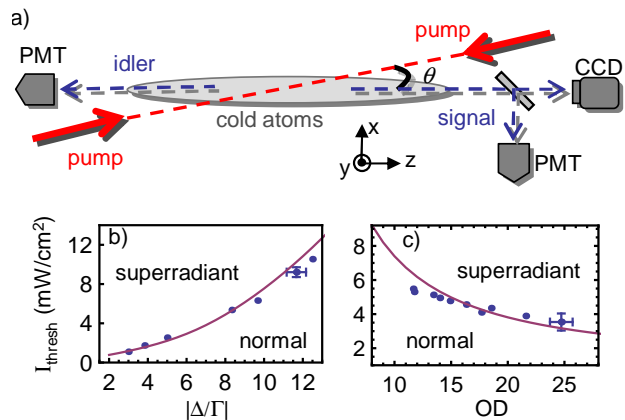 a)
pump
PMT
idler
CCD
θ
cold atoms
signal
pump
x
y
z
PMT
b)
c)
I_thresh (mW/cm²)
12
8
4
0
superradiant
normal
2 4 6 8 10 12
|Δ/Γ|
8
6
4
2
superradiant
normal
10 15 20 25
OD